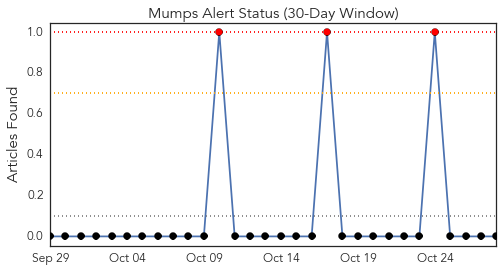 Mumps Alert Status (30-Day Window)
Articles Found
1.0
0.8
0.6
0.4
0.2
0.0
Sep 29 Oct 04 Oct 09 Oct 14 Oct 19 Oct 24